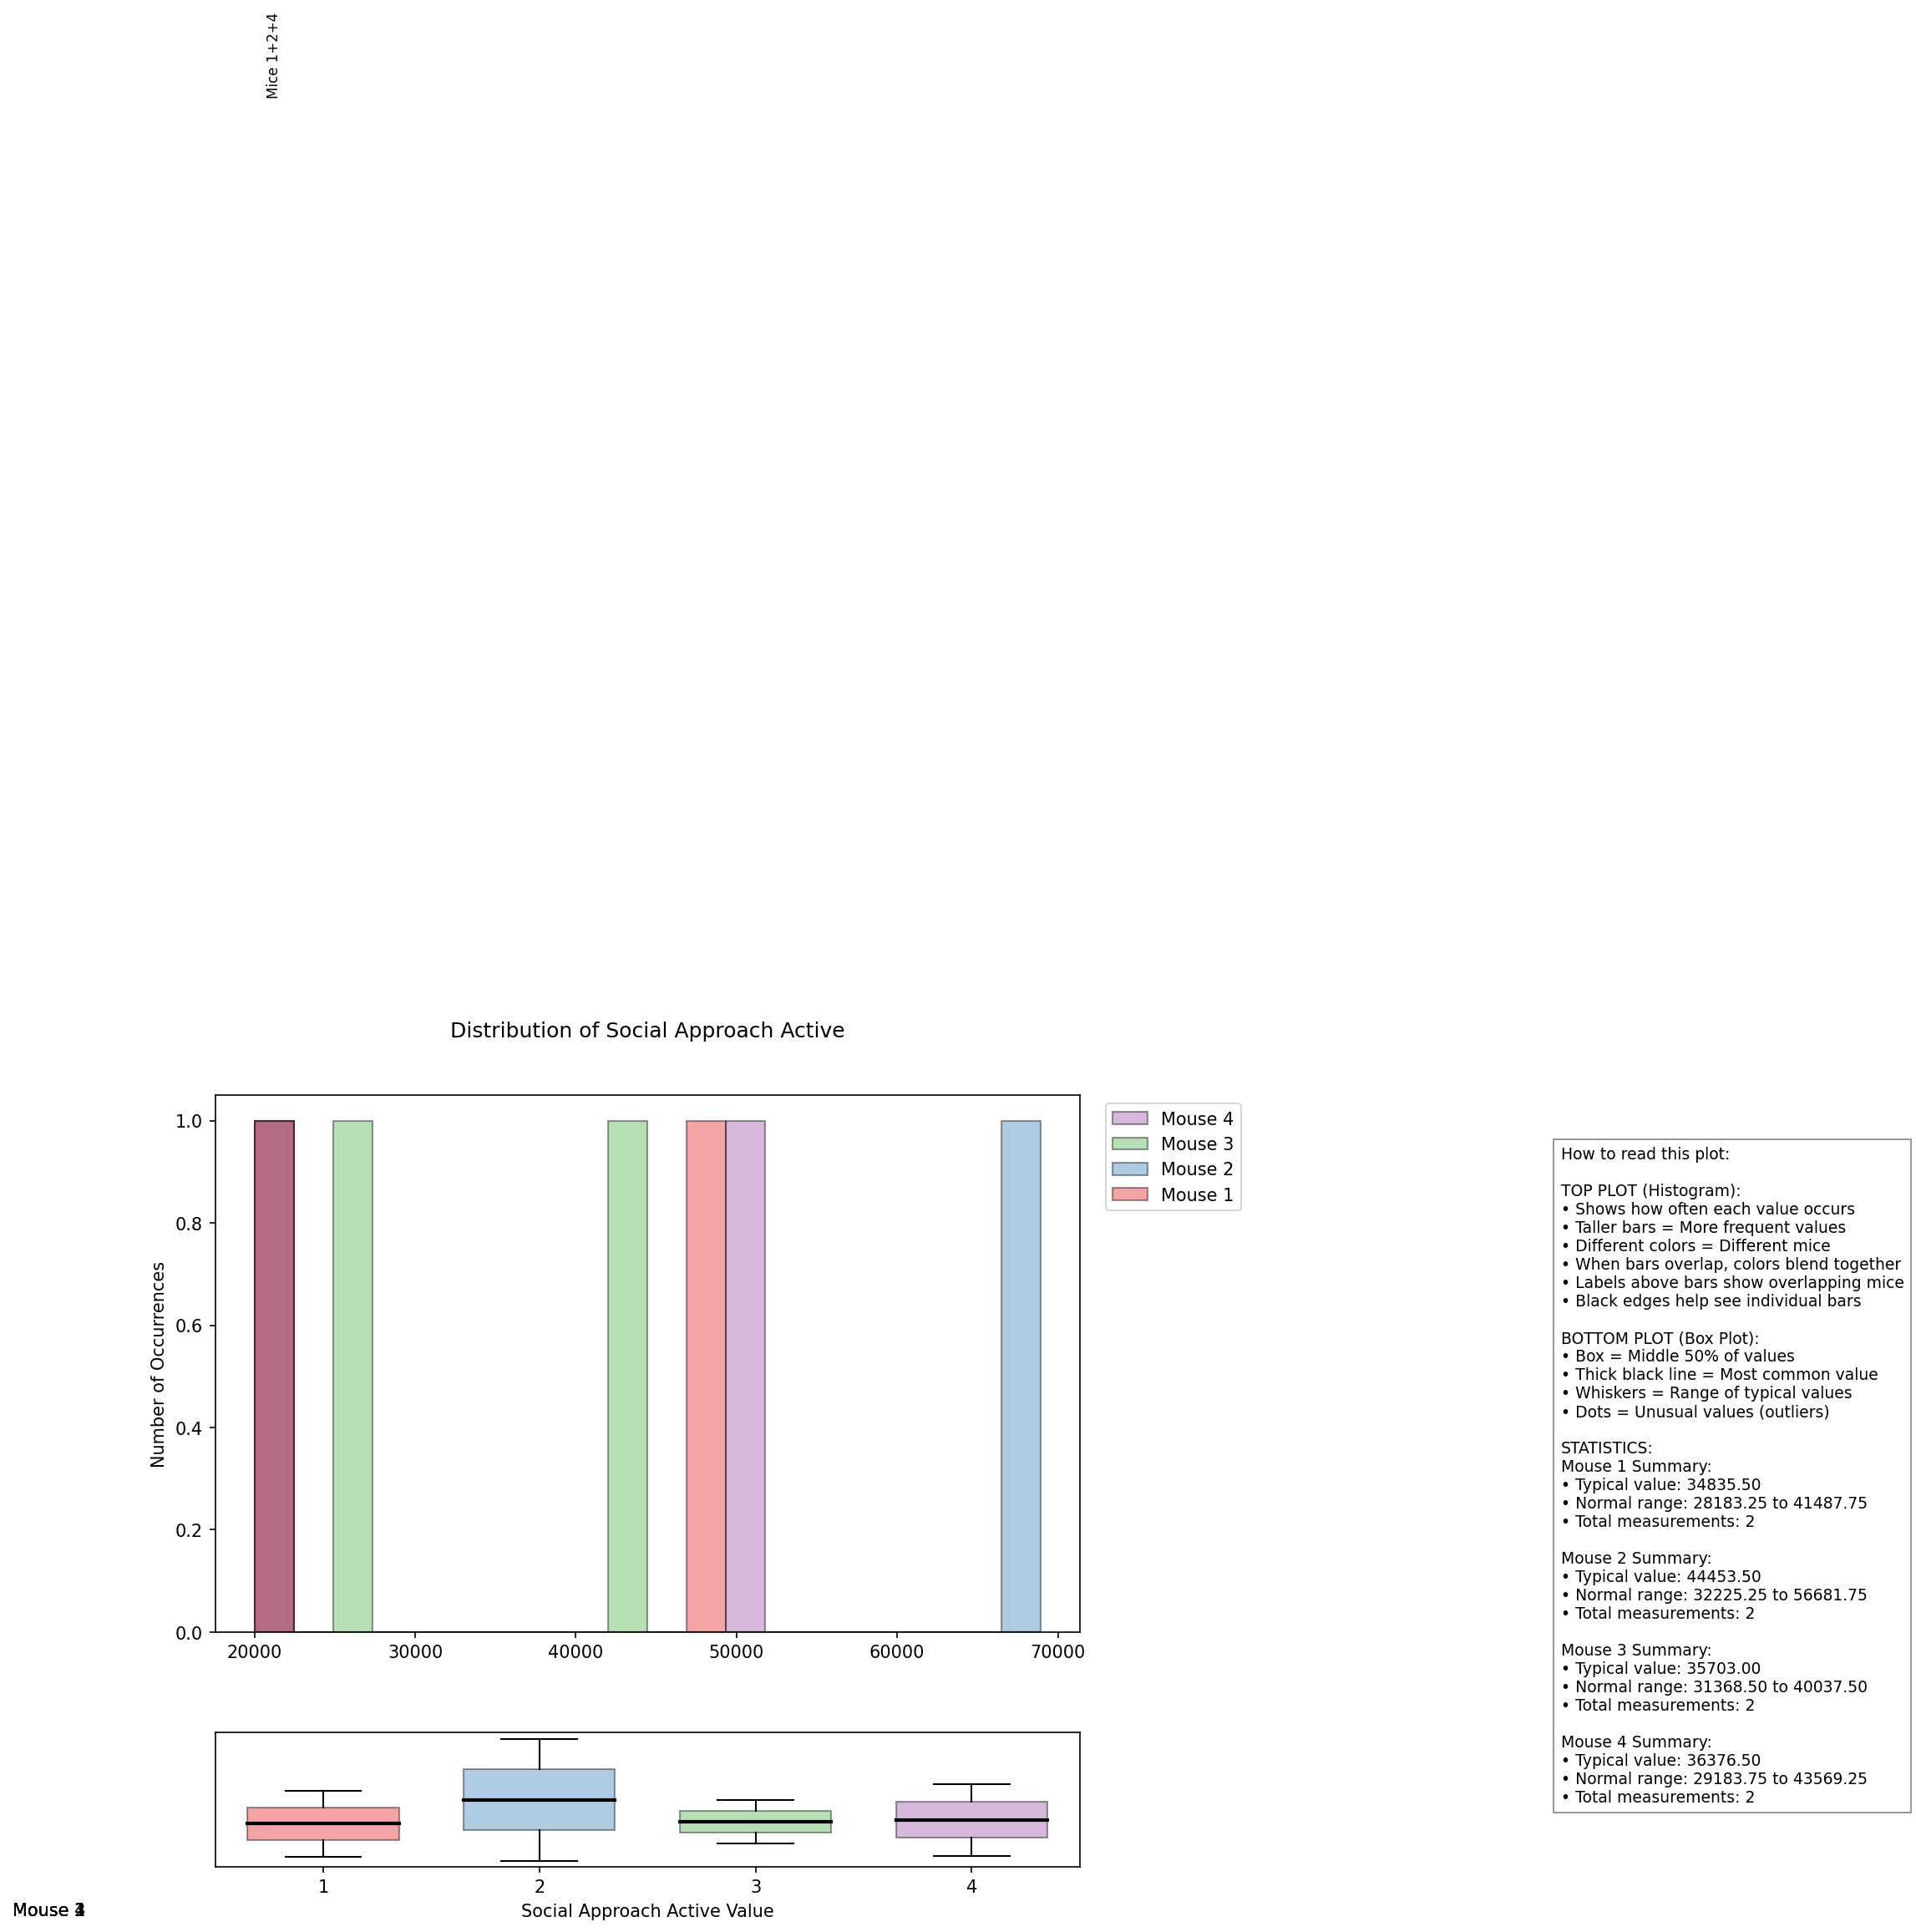 Mice 1+2+4
Distribution of Social Approach Active
Number of Occurrences
1.0
0.8
0.6
0.4
0.2
0.0
20000
30000
40000
50000
60000
70000
Mouse 4
Mouse 3
Mouse 2
Mouse 1
How to read this plot:
TOP PLOT (Histogram):
• Shows how often each value occurs
• Taller bars = More frequent values
• Different colors = Different mice
• When bars overlap, colors blend together
• Labels above bars show overlapping mice
• Black edges help see individual bars
BOTTOM PLOT (Box Plot):
• Box = Middle 50% of values
• Thick black line = Most common value
• Whiskers = Range of typical values
• Dots = Unusual values (outliers)
STATISTICS:
Mouse 1 Summary:
• Typical value: 34835.50
• Normal range: 28183.25 to 41487.75
• Total measurements: 2
Mouse 2 Summary:
• Typical value: 44453.50
• Normal range: 32225.25 to 56681.75
• Total measurements: 2
Mouse 3 Summary:
• Typical value: 35703.00
• Normal range: 31368.50 to 40037.50
• Total measurements: 2
Mouse 4 Summary:
• Typical value: 36376.50
• Normal range: 29183.75 to 43569.25
• Total measurements: 2
1
2
3
4
Social Approach Active Value
Mouse